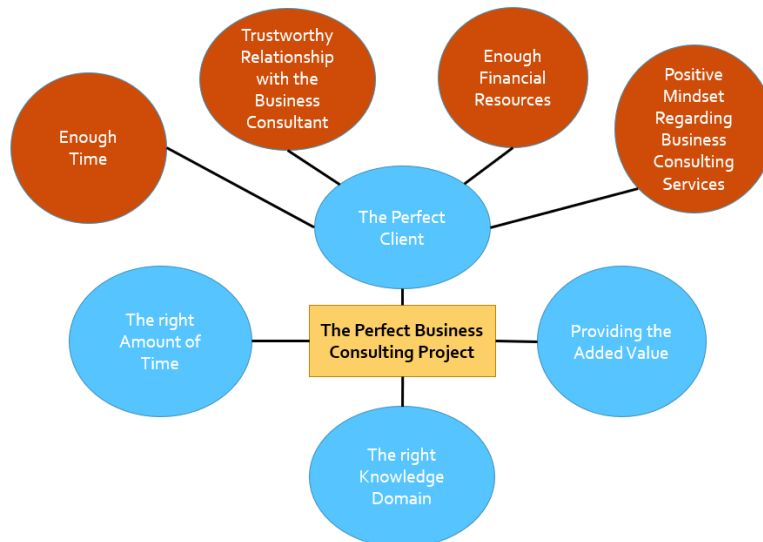 Enough
Time
Trustworthy
Relationship
with the
Business
Consultant
Enough
Financial
Resources
Positive
Mindset
Regarding
Business
Consulting
Services
The Perfect
Client
The right
Amount of
Time
The Perfect Business
Consulting Project
Providing the
Added Value
The right
Knowledge
Domain